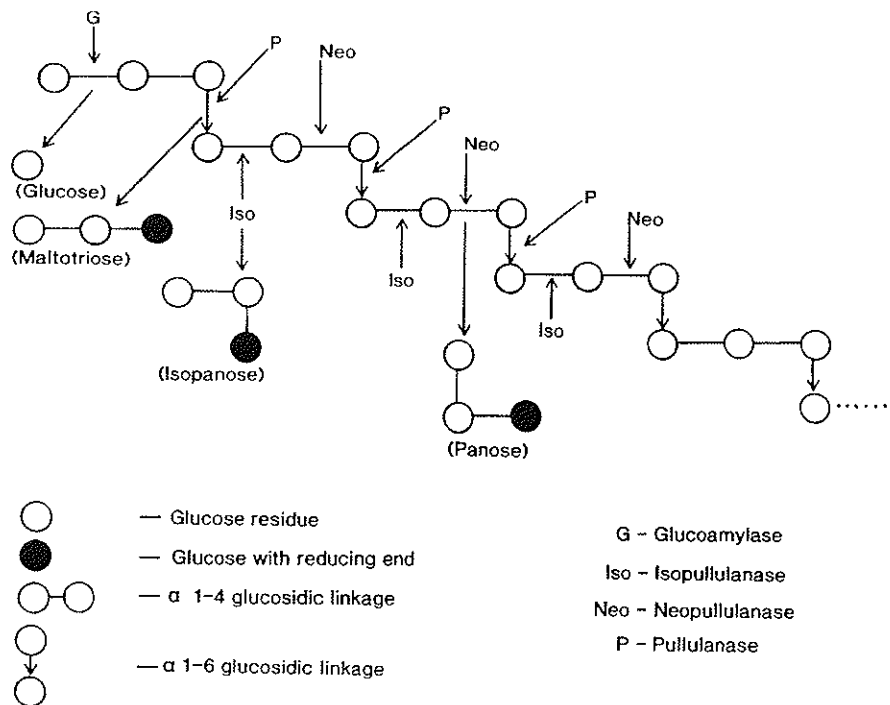 G
P
Neo
P
Neo
(Glucose)
Iso
P
Neo
(Maltotriose)
Iso
Iso
(Isopanose)
(Panose)
— Glucose residue
— Glucose with reducing end
— α 1-4 glucosidic linkage
— α 1-6 glucosidic linkage
G – Glucoamylase
Iso – Isopullulanase
Neo – Neopullulanase
P – Pullulanase